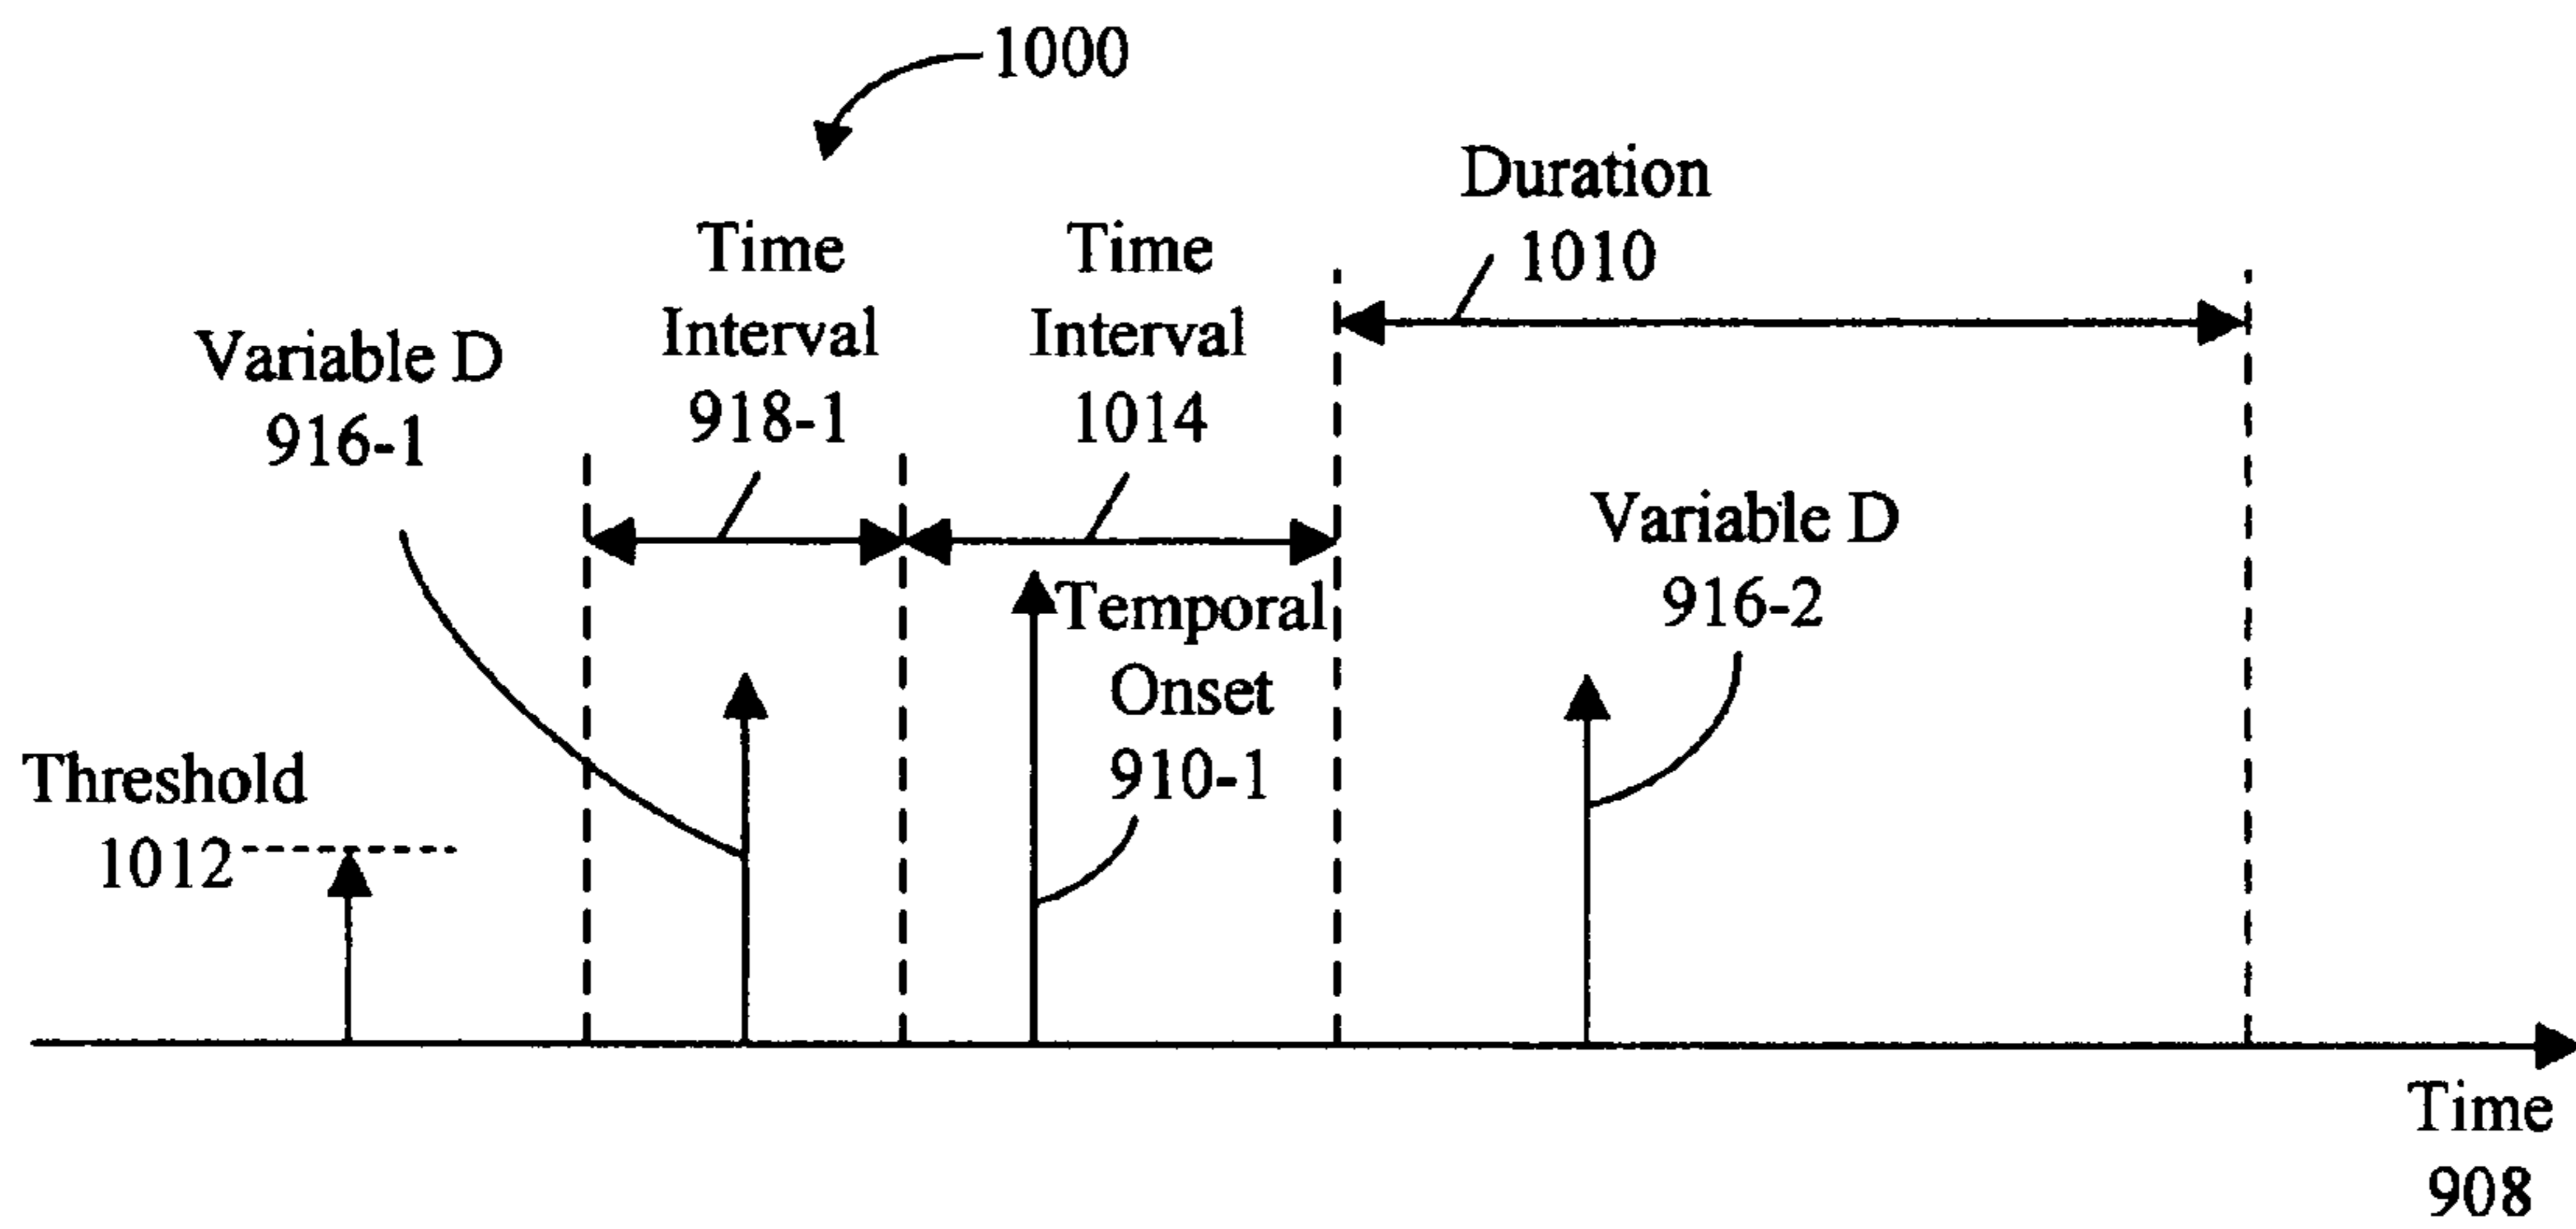 1000
Duration
1010
Time
Interval
918-1
Time
Interval
1014
Variable D
916-1
Variable D
916-2
Temporal
Onset
910-1
Threshold
1012
Time
908